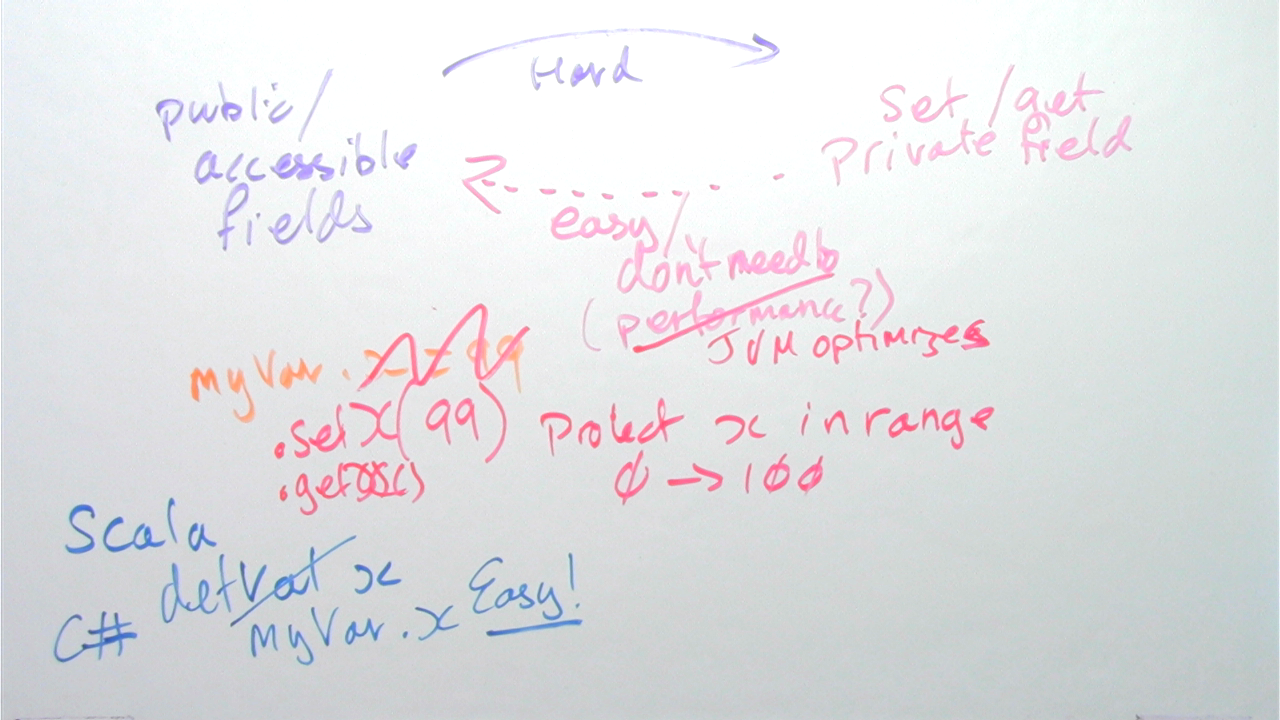 Hard
public/
accessible
fields
Set/get
Private field
easy/
don't need to
(performance?)
JVM optimizes
myVar.x=99
.setX(99)
.getX()
Protect x in range
0 → 100
Scala
def var x
C#
myVar.x
Easy!